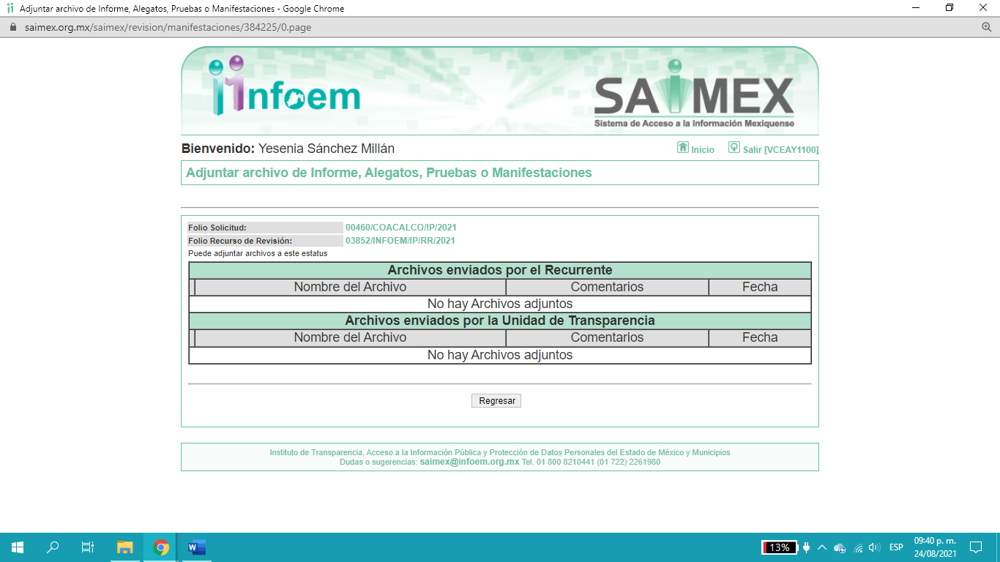 Adjuntar archivo de Informe, Alegatos, Pruebas o Manifestaciones - Google Chrome
saimex.org.mx/saimex/revision/manifestaciones/384225/0.page
infoem
SAIMEX
Sistema de Acceso a la Información Mexiquense
Bienvenido: Yesenia Sánchez Millán
Inicio Salir [VCEAY1100]
Adjuntar archivo de Informe, Alegatos, Pruebas o Manifestaciones
Folio Solicitud: 00460/COACALCO/IP/2021
Folio Recurso de Revisión: 03852/INFOEM/IP/RR/2021
Puede adjuntar archivos a este estatus
Archivos enviados por el Recurrente
Nombre del Archivo Comentarios Fecha
No hay Archivos adjuntos
Archivos enviados por la Unidad de Transparencia
Nombre del Archivo Comentarios Fecha
No hay Archivos adjuntos
Regresar
Instituto de Transparencia, Acceso a la Información Pública y Protección de Datos Personales del Estado de México y Municipios
Dudas o sugerencias: saimex@infoem.org.mx Tel. 01 800 8210441 (01 722) 2261980
13% ESP 09:40 p. m.
24/08/2021